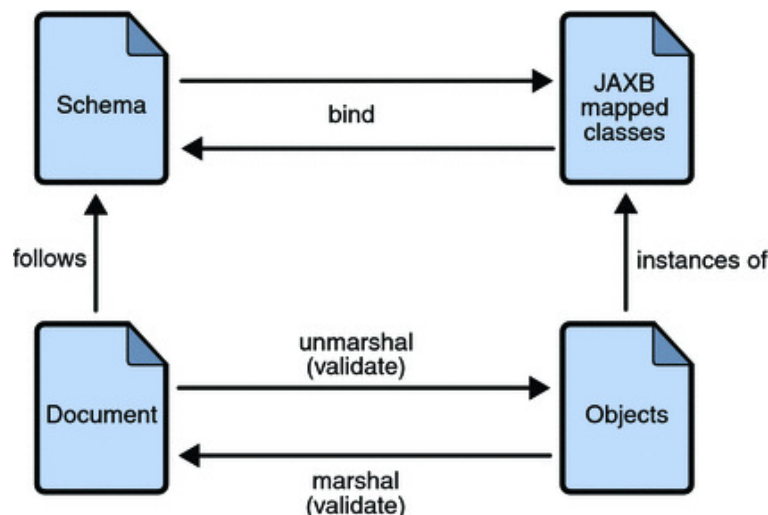 Schema
bind
JAXB
mapped
classes
follows
instances of
Document
unmarshal
(validate)
Objects
marshal
(validate)